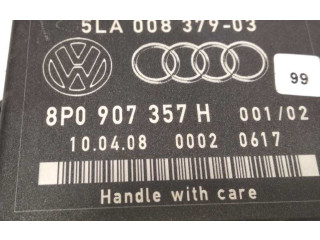 5LA 008 379-03
99
8P0 907 357 H 001/02
10.04.08 0002 0617
Handle with care